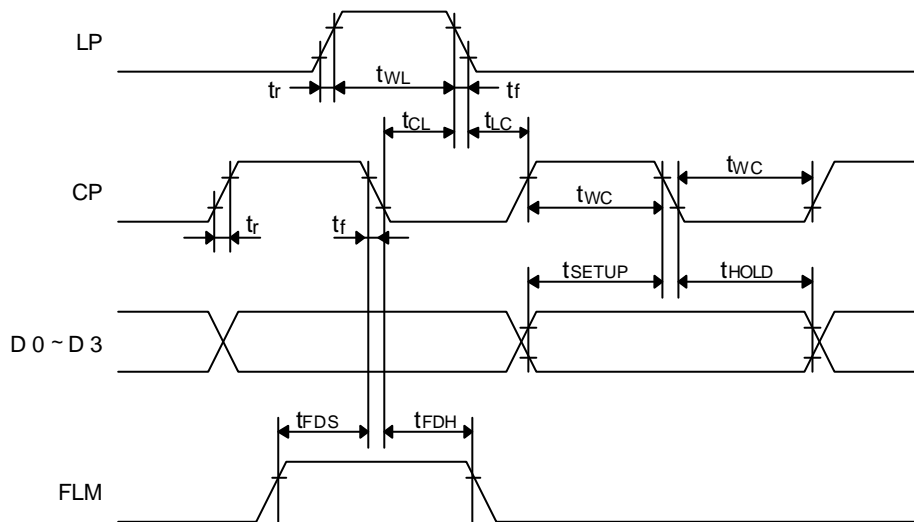 LP
tr
tWL
tf
tCL
tLC
CP
tr
tf
tWC
tWC
tSETUP
tHOLD
D 0 ~ D 3
tFDS
tFDH
FLM